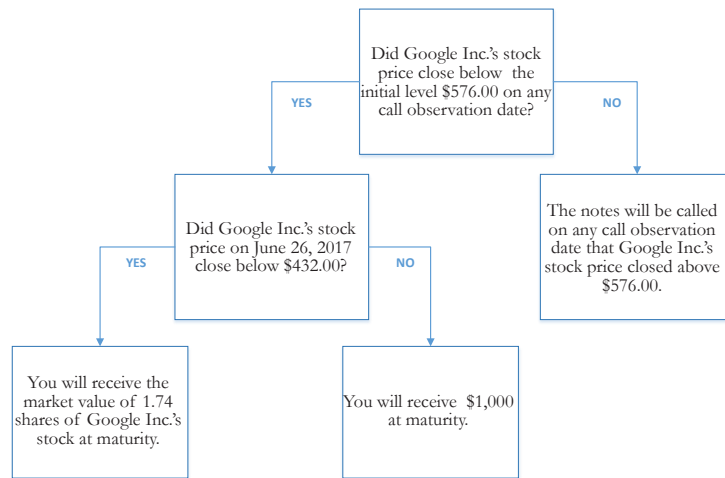 Did Google Inc.'s stock
price close below the
initial level $576.00 on any
call observation date?
YES
NO
Did Google Inc.'s stock
price on June 26, 2017
close below $432.00?
The notes will be called
on any call observation
date that Google Inc.'s
stock price closed above
$576.00.
YES
NO
You will receive the
market value of 1.74
shares of Google Inc.'s
stock at maturity.
You will receive $1,000
at maturity.